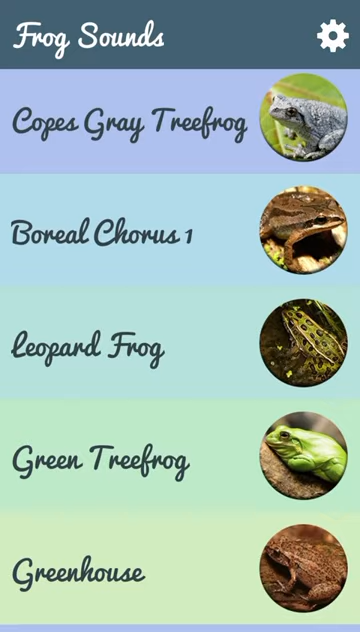 Frog Sounds
Copes Gray Treefrog
Boreal Chorus 1
Leopard Frog
Green Treefrog
Greenhouse